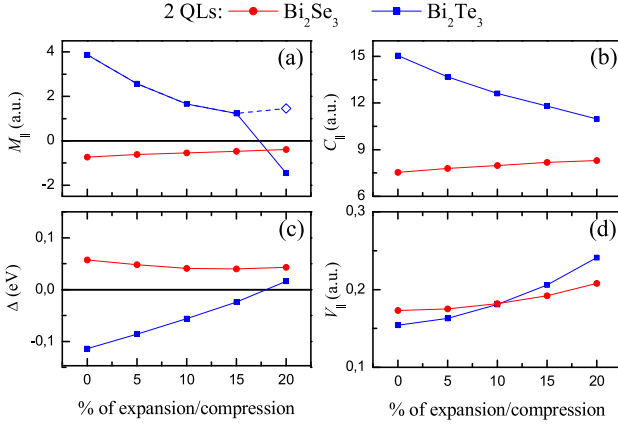 2 QLs: Bi₂Se₃ Bi₂Te₃
(a)
M∥ (a.u.)
4
2
0
-2
(b)
C∥ (a.u.)
15
12
9
6
(c)
Δ (eV)
0,1
0,0
-0,1
0 5 10 15 20
% of expansion/compression
(d)
V∥ (a.u.)
0,3
0,2
0,1
0 5 10 15 20
% of expansion/compression